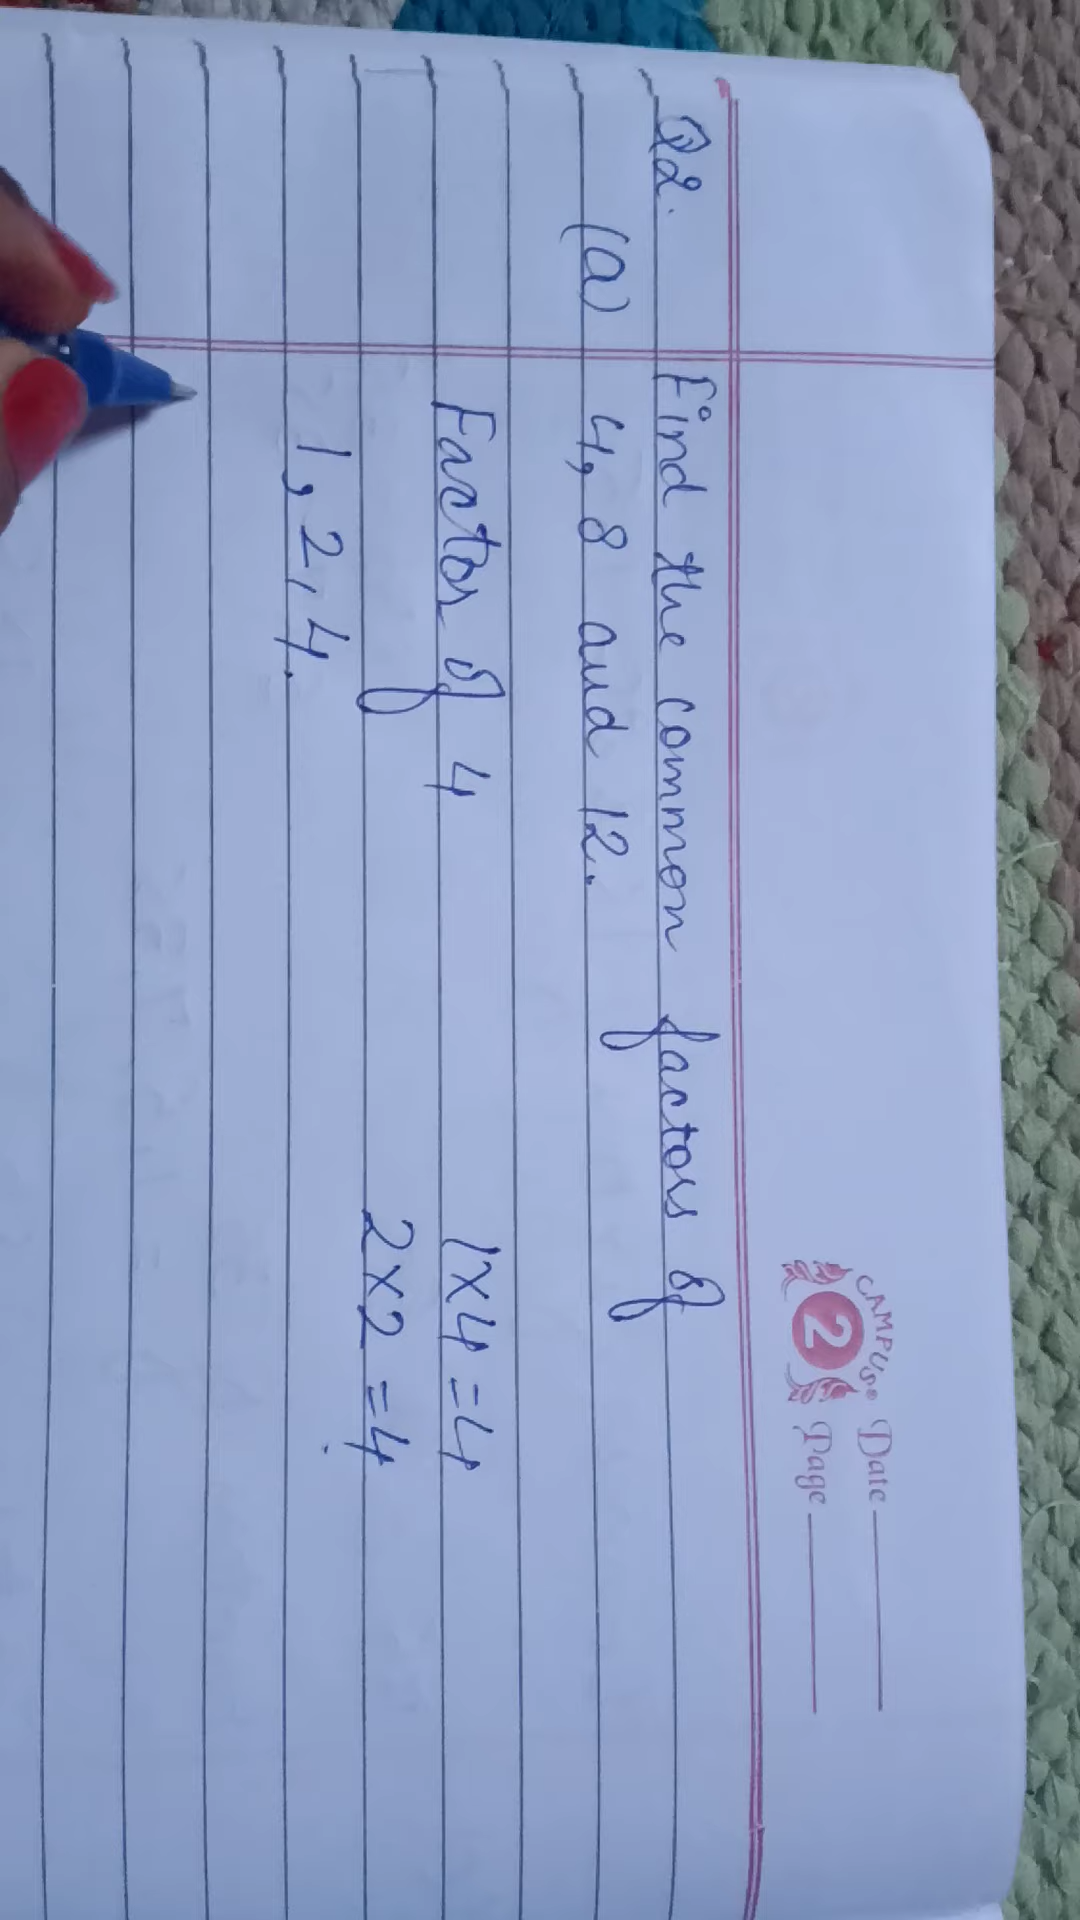 CAMPUS
2
Date
Page
Q2. Find the common factors of
(a) 4, 8 and 12.
Factor of 4 1×4=4
2×2=4
1, 2, 4.